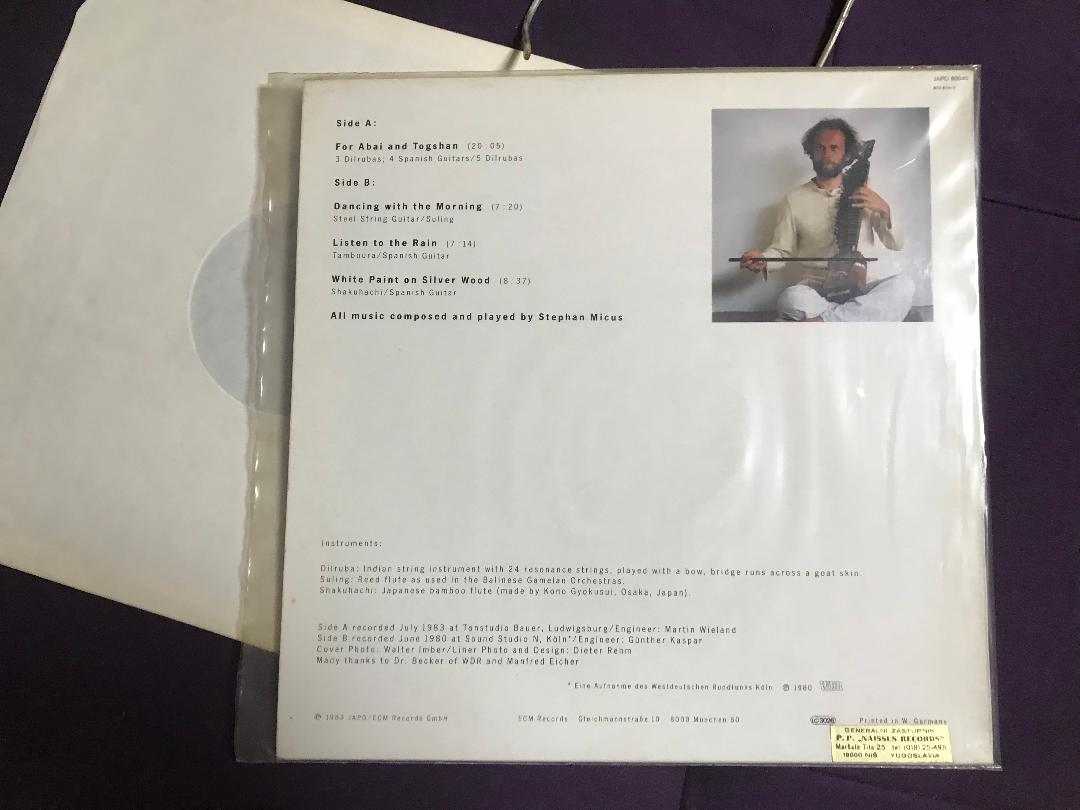 JAPO 60040
Side A:
For Abai and Togshan (20:05)
3 Dilrubas; 4 Spanish Guitars/5 Dilrubas
Side B:
Dancing with the Morning (7:20)
Steel String Guitar/Suling
Listen to the Rain (7:14)
Tamboura/Spanish Guitar
White Paint on Silver Wood (8:37)
Shakuhachi/Spanish Guitar
All music composed and played by Stephan Micus
Instruments:
Dilruba: Indian string instrument with 24 resonance strings, played with a bow, bridge runs across a goat skin.
Suling: Reed flute as used in the Balinese Gamelan Orchestras.
Shakuhachi: Japanese bamboo flute (made by Kono Gyokusui, Osaka, Japan).
Side A recorded July 1983 at Tonstudio Bauer, Ludwigsburg/Engineer: Martin Wieland
Side B recorded June 1980 at Sound Studio N, Köln*/Engineer: Günther Kaspar
Cover Photo: Walter Imber/Liner Photo and Design: Dieter Rehm
Many thanks to Dr. Becker of WDR and Manfred Eicher
* Eine Aufnahme des Westdeutschen Rundfunks Köln ℗ 1980 WDR
℗ 1983 JAPO/ECM Records GmbH ECM Records Gleichmannstraße 10 8000 München 60 LC 3026 Printed in W. Germany
GENERALNI ZASTUPNIK
P. P. „NAISSUS RECORDS"
Maršala Tita 25 tel (018) 25-493
18000 NIŠ YUGOSLAVIA